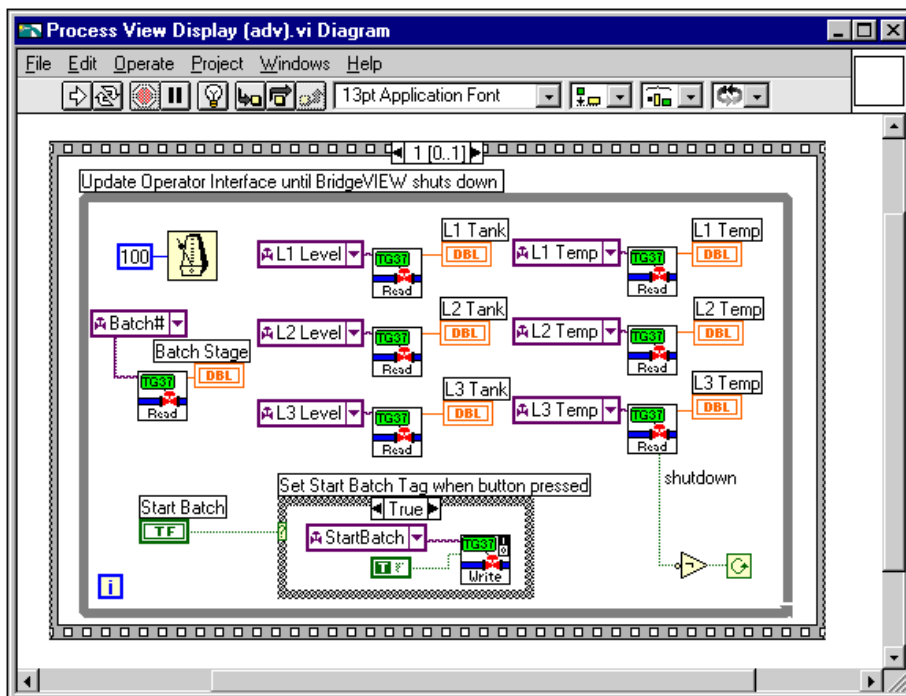 Process View Display (adv).vi Diagram
File Edit Operate Project Windows Help
13pt Application Font
1 [0..1]
Update Operator Interface until BridgeVIEW shuts down
100
L1 Level
TG37
Read
L1 Tank
DBL
L1 Temp
TG37
Read
L1 Temp
DBL
Batch#
TG37
Read
Batch Stage
DBL
L2 Level
TG37
Read
L2 Tank
DBL
L2 Temp
TG37
Read
L2 Temp
DBL
L3 Level
TG37
Read
L3 Tank
DBL
L3 Temp
TG37
Read
L3 Temp
DBL
shutdown
Set Start Batch Tag when button pressed
True
Start Batch
TF
?
StartBatch
TG37
Write
T
i